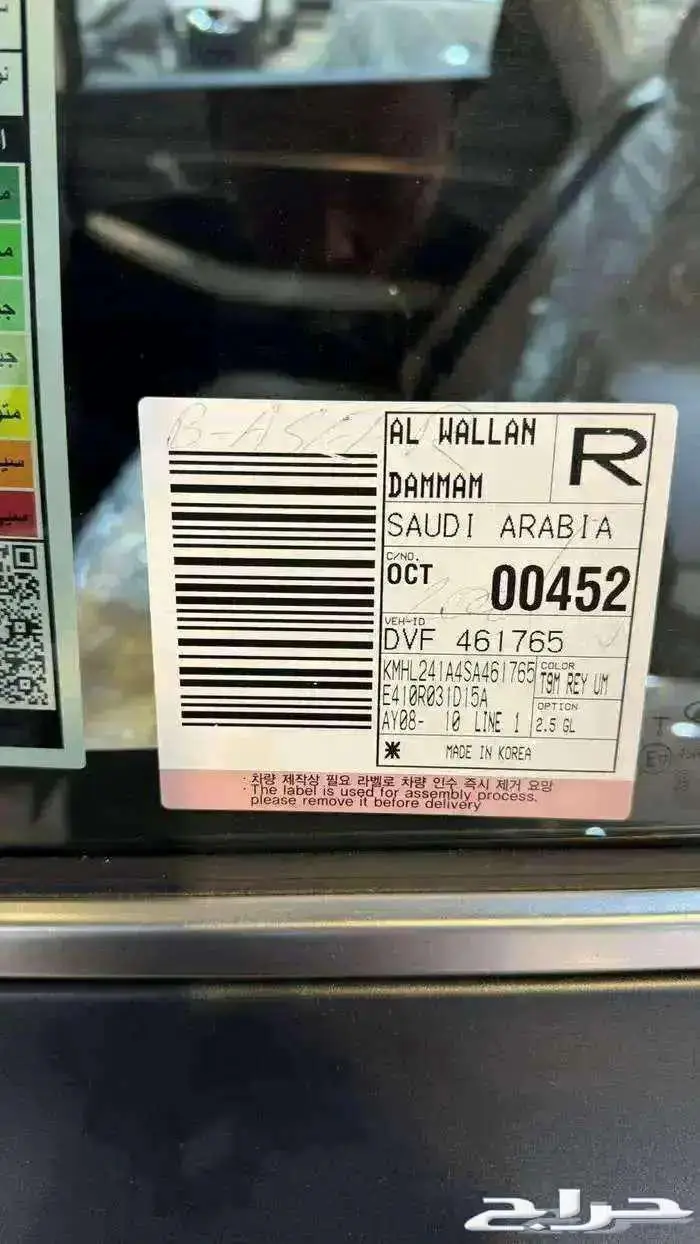 AL WALLAN
R
DAMMAM
SAUDI ARABIA
C/NO.
OCT 00452
VEH-ID
DVF 461765
KMHL241A4SA461765
COLOR
T9M REY UM
E410R031D15A
OPTION
AY08- 10 LINE 1
2.5 GL
MADE IN KOREA
· 차량 제작상 필요 라벨로 차량 인수 즉시 제거 요망
· The label is used for assembly process.
please remove it before delivery
حراج